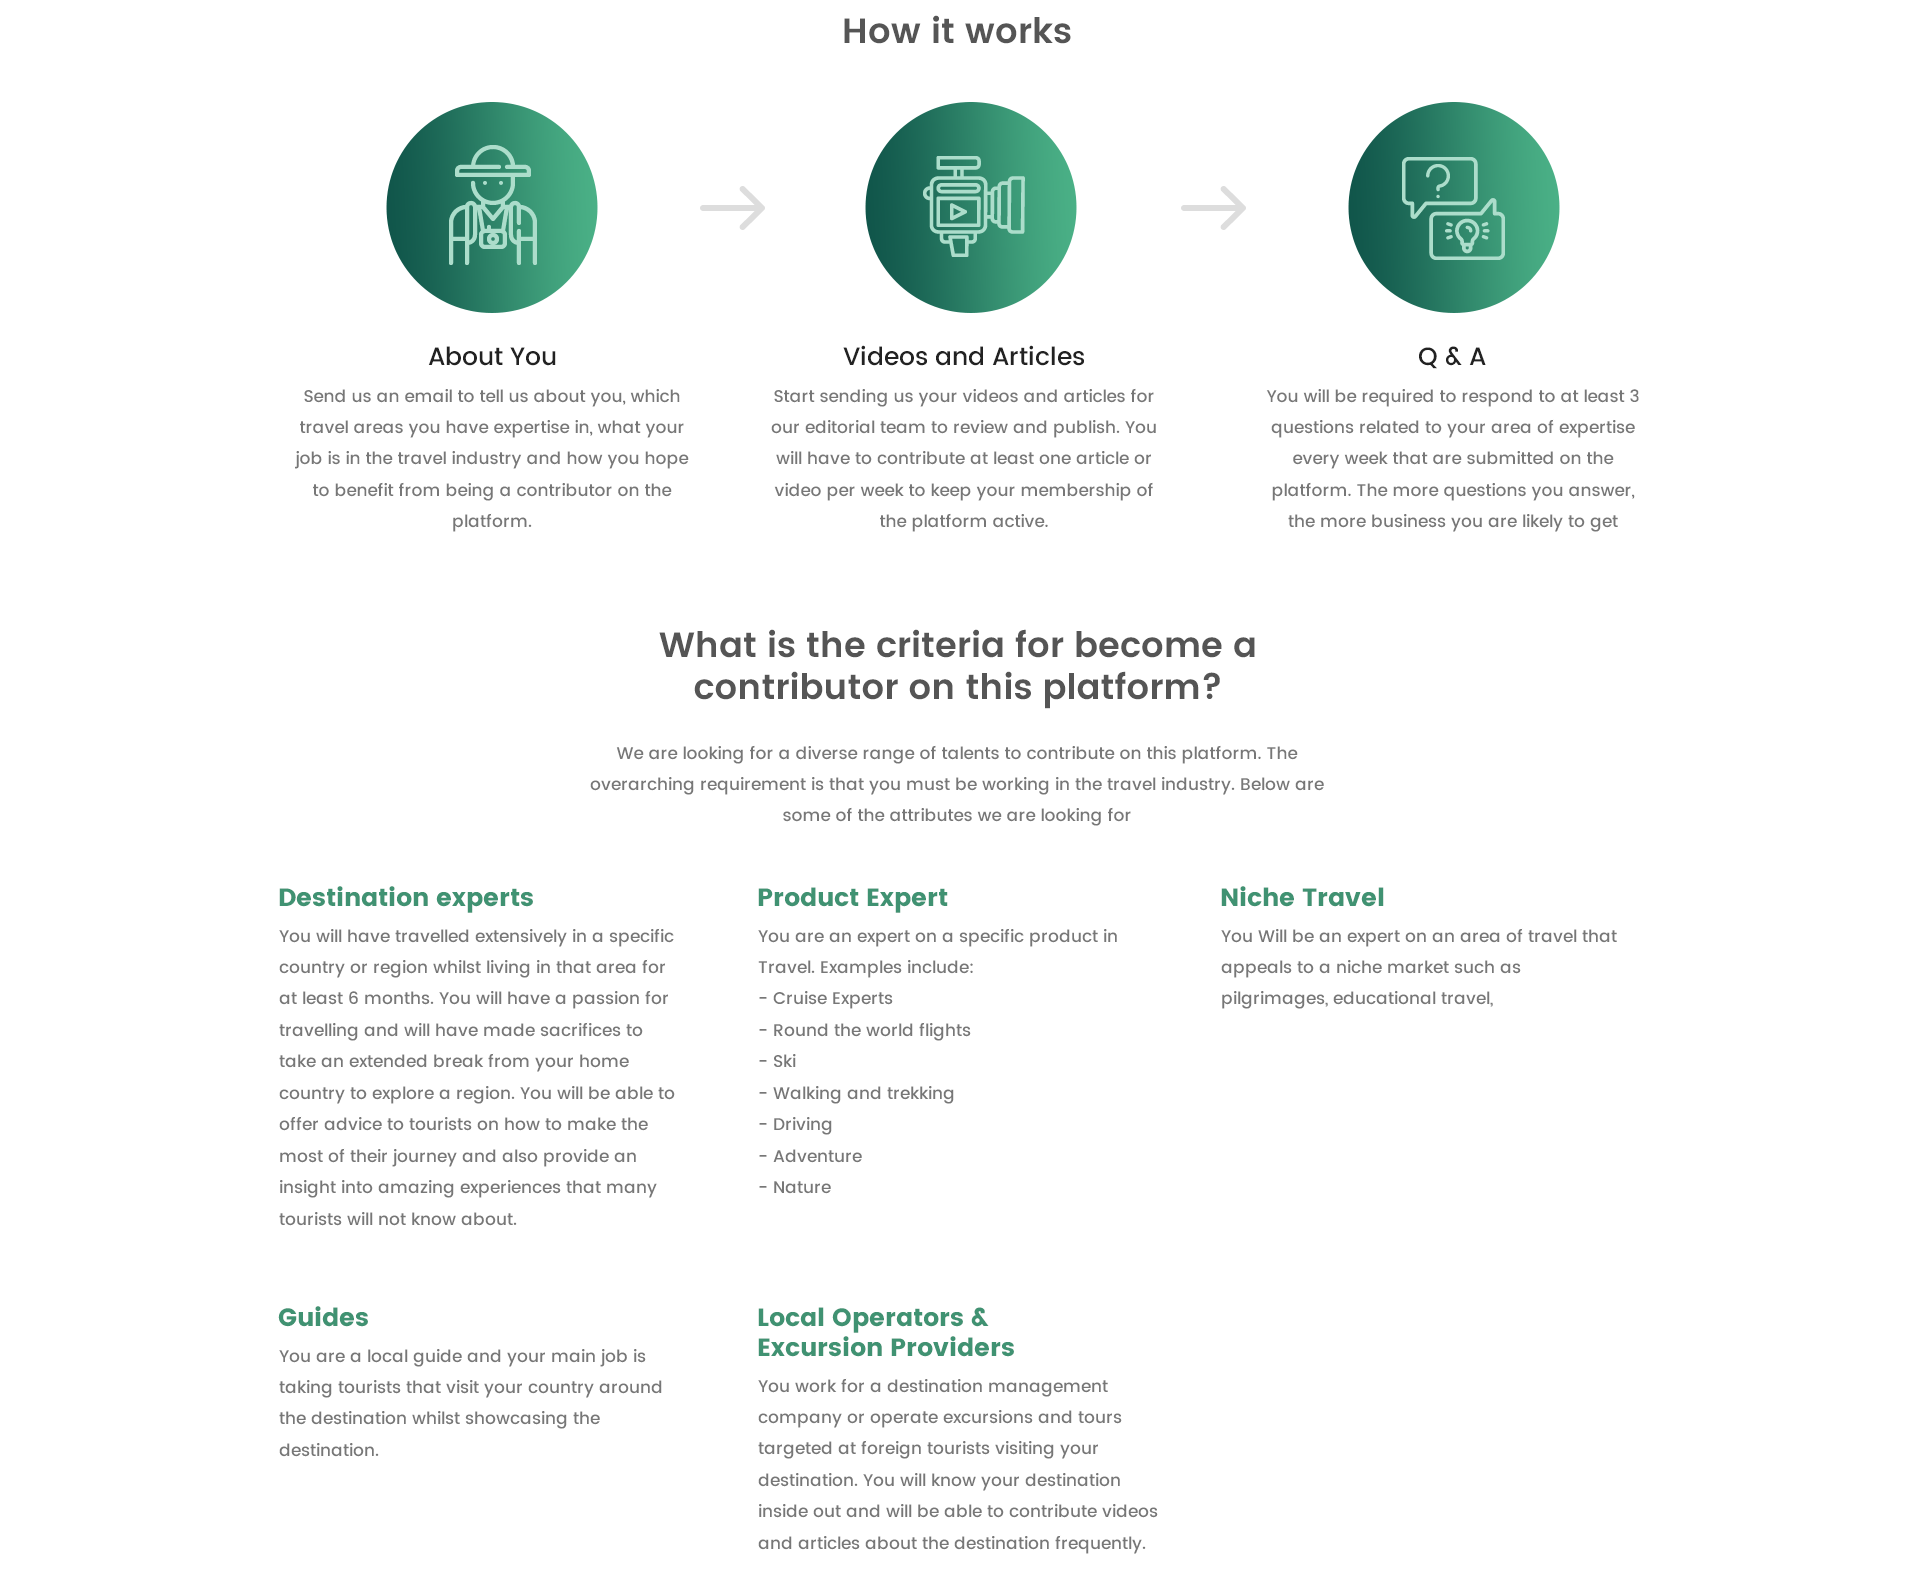 How it works
About You
Send us an email to tell us about you, which
travel areas you have expertise in, what your
job is in the travel industry and how you hope
to benefit from being a contributor on the
platform.
Videos and Articles
Start sending us your videos and articles for
our editorial team to review and publish. You
will have to contribute at least one article or
video per week to keep your membership of
the platform active.
Q & A
You will be required to respond to at least 3
questions related to your area of expertise
every week that are submitted on the
platform. The more questions you answer,
the more business you are likely to get
What is the criteria for become a
contributor on this platform?
We are looking for a diverse range of talents to contribute on this platform. The
overarching requirement is that you must be working in the travel industry. Below are
some of the attributes we are looking for
Destination experts
You will have travelled extensively in a specific
country or region whilst living in that area for
at least 6 months. You will have a passion for
travelling and will have made sacrifices to
take an extended break from your home
country to explore a region. You will be able to
offer advice to tourists on how to make the
most of their journey and also provide an
insight into amazing experiences that many
tourists will not know about.
Product Expert
You are an expert on a specific product in
Travel. Examples include:
- Cruise Experts
- Round the world flights
- Ski
- Walking and trekking
- Driving
- Adventure
- Nature
Niche Travel
You Will be an expert on an area of travel that
appeals to a niche market such as
pilgrimages, educational travel,
Guides
You are a local guide and your main job is
taking tourists that visit your country around
the destination whilst showcasing the
destination.
Local Operators &
Excursion Providers
You work for a destination management
company or operate excursions and tours
targeted at foreign tourists visiting your
destination. You will know your destination
inside out and will be able to contribute videos
and articles about the destination frequently.